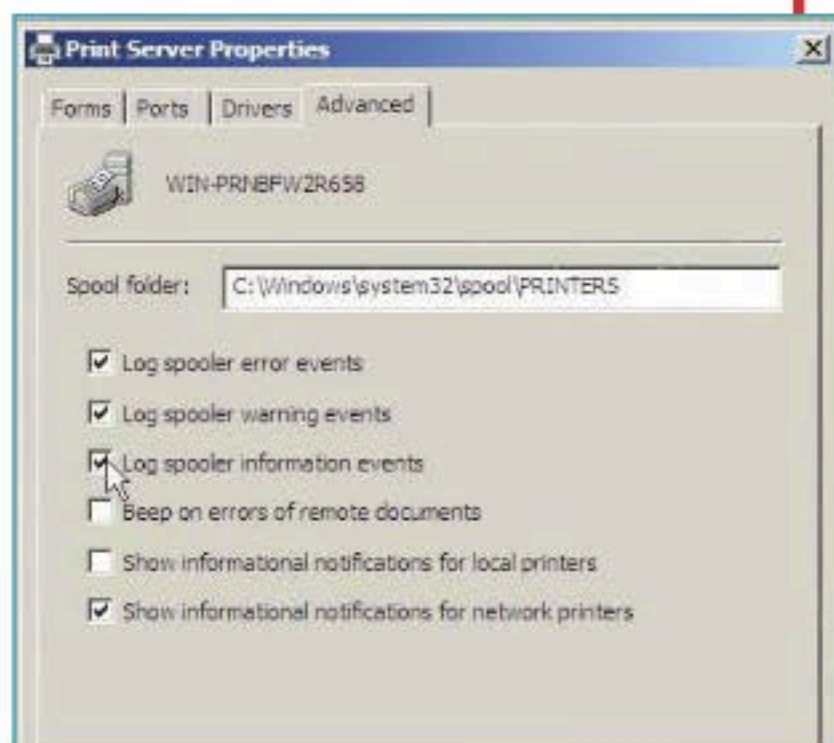 Print Server Properties
Forms Ports Drivers Advanced
WIN-PRNBFW2R658
Spool folder: C:\Windows\system32\spool\PRINTERS
Log spooler error events
Log spooler warning events
Log spooler information events
Beep on errors of remote documents
Show informational notifications for local printers
Show informational notifications for network printers